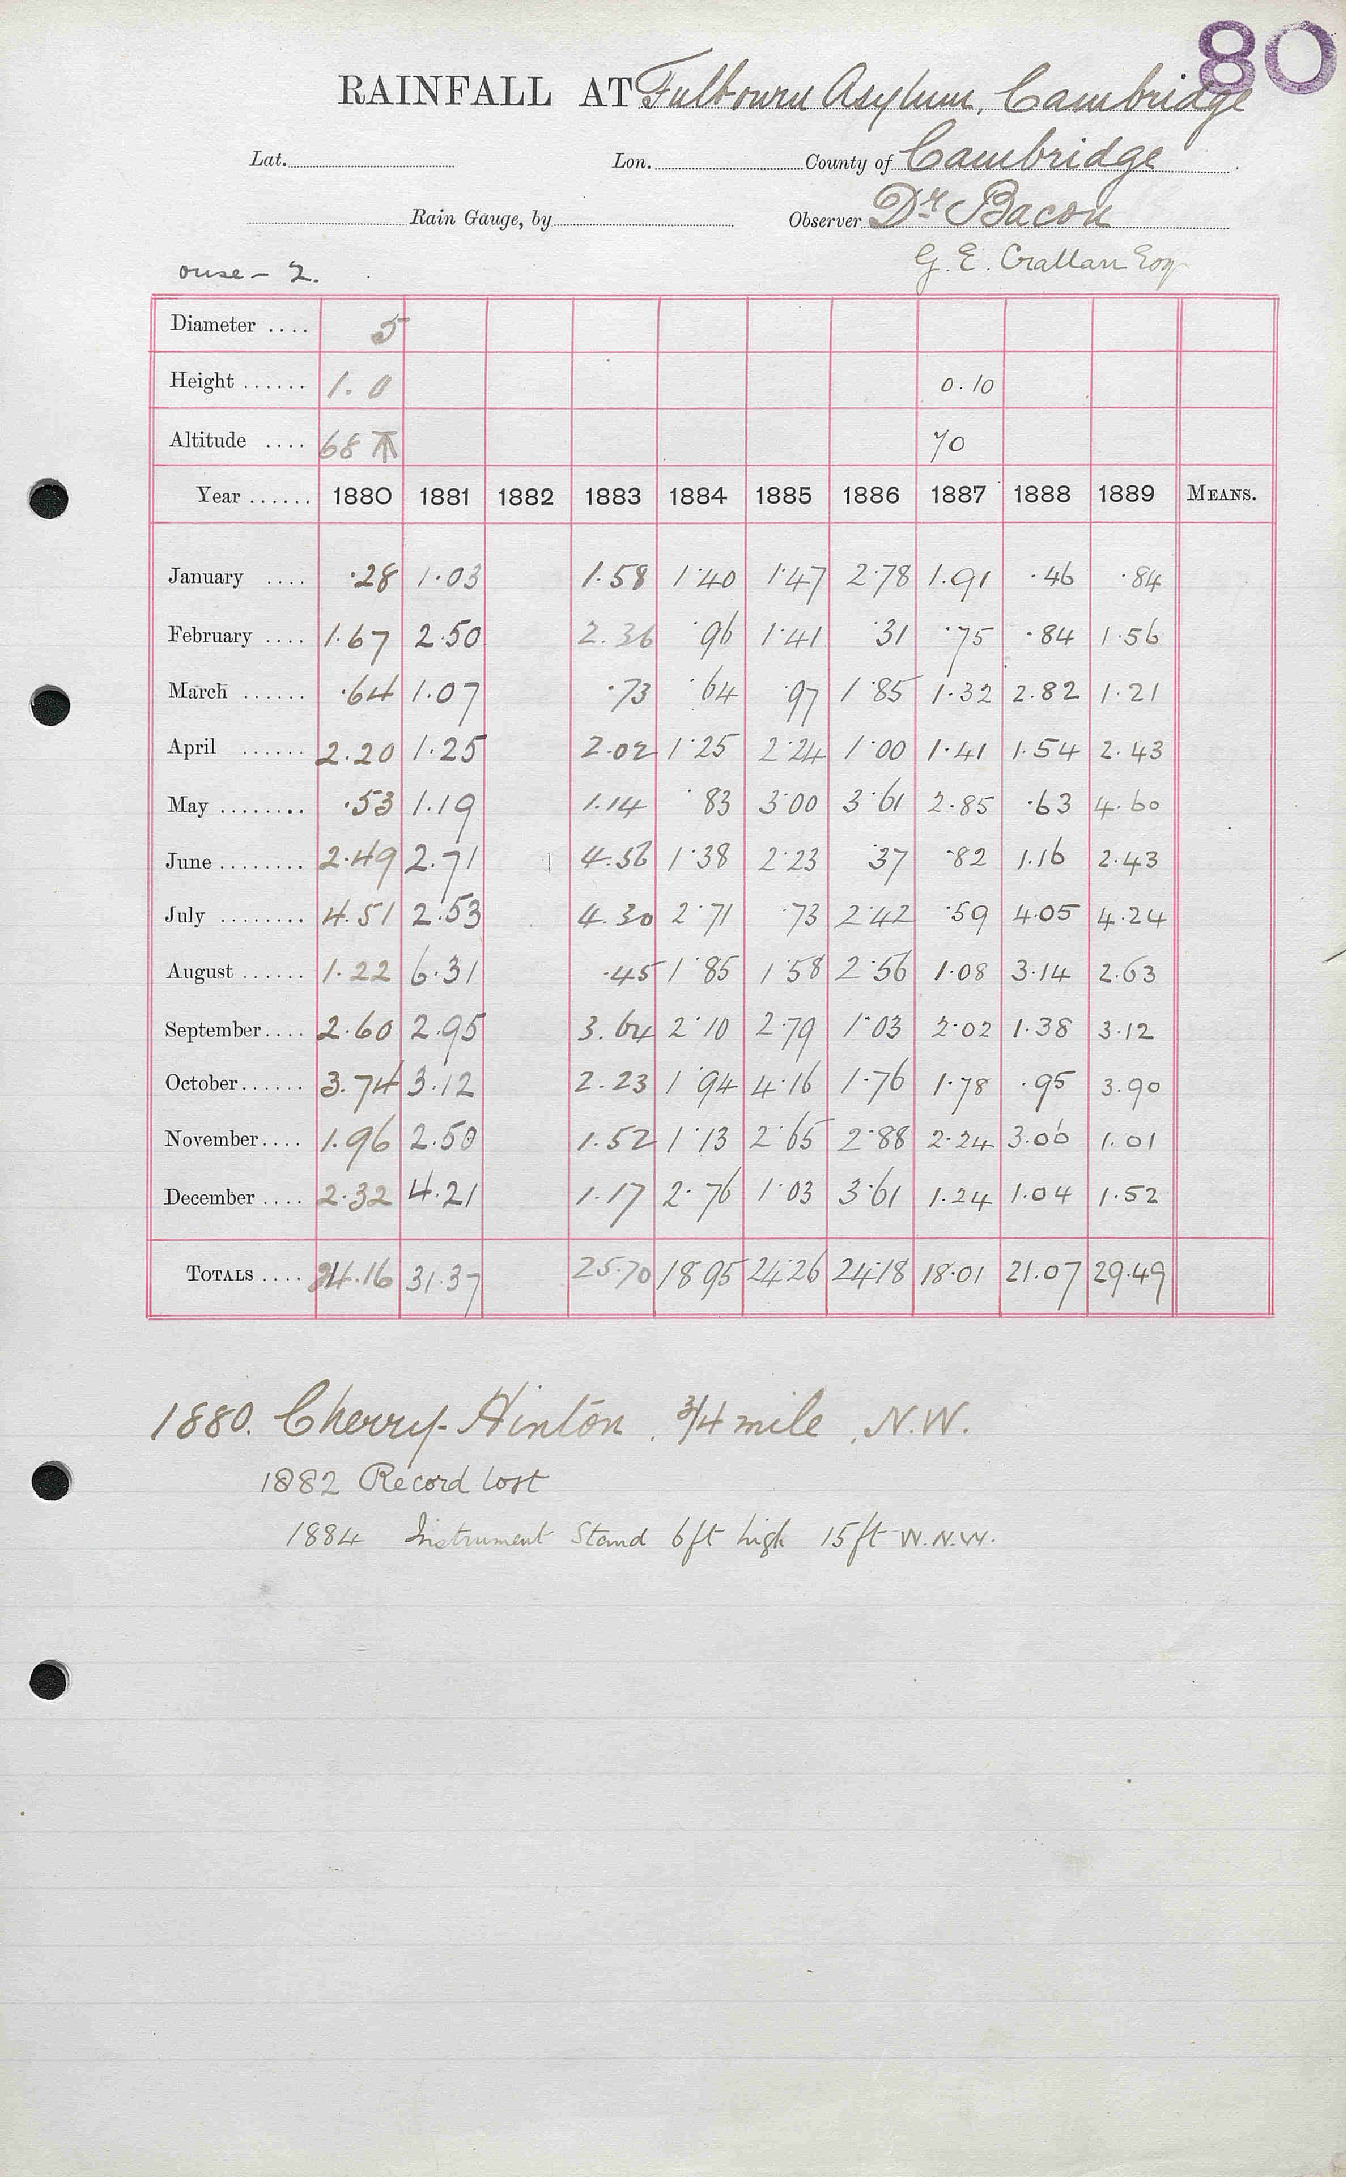 80
RAINFALL AT Fulbourn Asylum, Cambridge
Lat. Lon. County of Cambridge
Rain Gauge, by Observer Dr Bacon
G. E. Crallan Esq
ouse - 2.
Diameter .... 5
Height ...... 1.0 0.10
Altitude .... 68 70
Year ...... 1880 1881 1882 1883 1884 1885 1886 1887 1888 1889 MEANS.
January .... ·28 1·03 1.58 1·40 1·47 2·78 1.91 ·46 ·84
February .... 1.67 2.50 2.36 ·96 1·41 ·31 ·75 ·84 1·56
March ...... ·64 1.07 ·73 ·64 ·97 1·85 1·32 2.82 1·21
April ...... 2.20 1.25 2.02 1·25 2·24 1·00 1·41 1.54 2.43
May ........ ·53 1.19 1.14 ·83 3·00 3·61 2·85 ·63 4.60
June ........ 2.49 2.71 4.56 1·38 2·23 ·37 ·82 1.16 2.43
July ........ 4.51 2.53 4.30 2·71 ·73 2·42 ·59 4.05 4.24
August ...... 1.22 6.31 ·45 1·85 1·58 2·56 1·08 3.14 2.63
September.... 2.60 2.95 3.64 2·10 2·79 1·03 2·02 1.38 3.12
October...... 3.74 3.12 2.23 1·94 4·16 1·76 1·78 ·95 3.90
November.... 1.96 2.50 1.52 1·13 2·65 2·88 2·24 3.06 1.01
December .... 2.32 4.21 1.17 2·76 1·03 3·61 1.24 1.04 1.52
TOTALS .... 24.16 31.37 25.70 18·95 24·26 24·18 18·01 21.07 29.49
1880. Cherry-Hinton. 3/4 mile N.W.
1882 Record lost
1884 Instrument Stand 6ft high 15ft W.N.W.